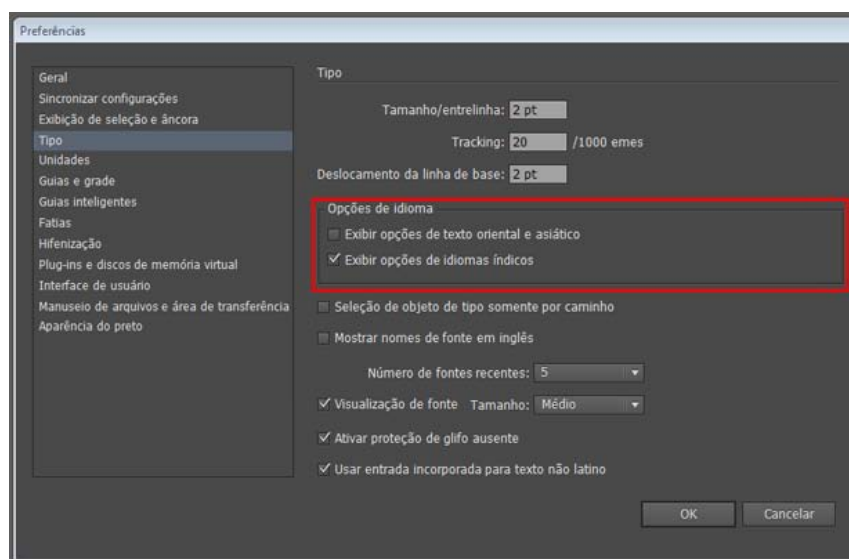 Preferências
Geral
Sincronizar configurações
Exibição de seleção e âncora
Tipo
Unidades
Guias e grade
Guias inteligentes
Fatias
Hifenização
Plug-ins e discos de memória virtual
Interface de usuário
Manuseio de arquivos e área de transferência
Aparência do preto
Tipo
Tamanho/entrelinha: 2 pt
Tracking: 20 /1000 emes
Deslocamento da linha de base: 2 pt
Opções de idioma
Exibir opções de texto oriental e asiático
Exibir opções de idiomas índicos
Seleção de objeto de tipo somente por caminho
Mostrar nomes de fonte em inglês
Número de fontes recentes: 5
Visualização de fonte Tamanho: Médio
Ativar proteção de glifo ausente
Usar entrada incorporada para texto não latino
OK Cancelar